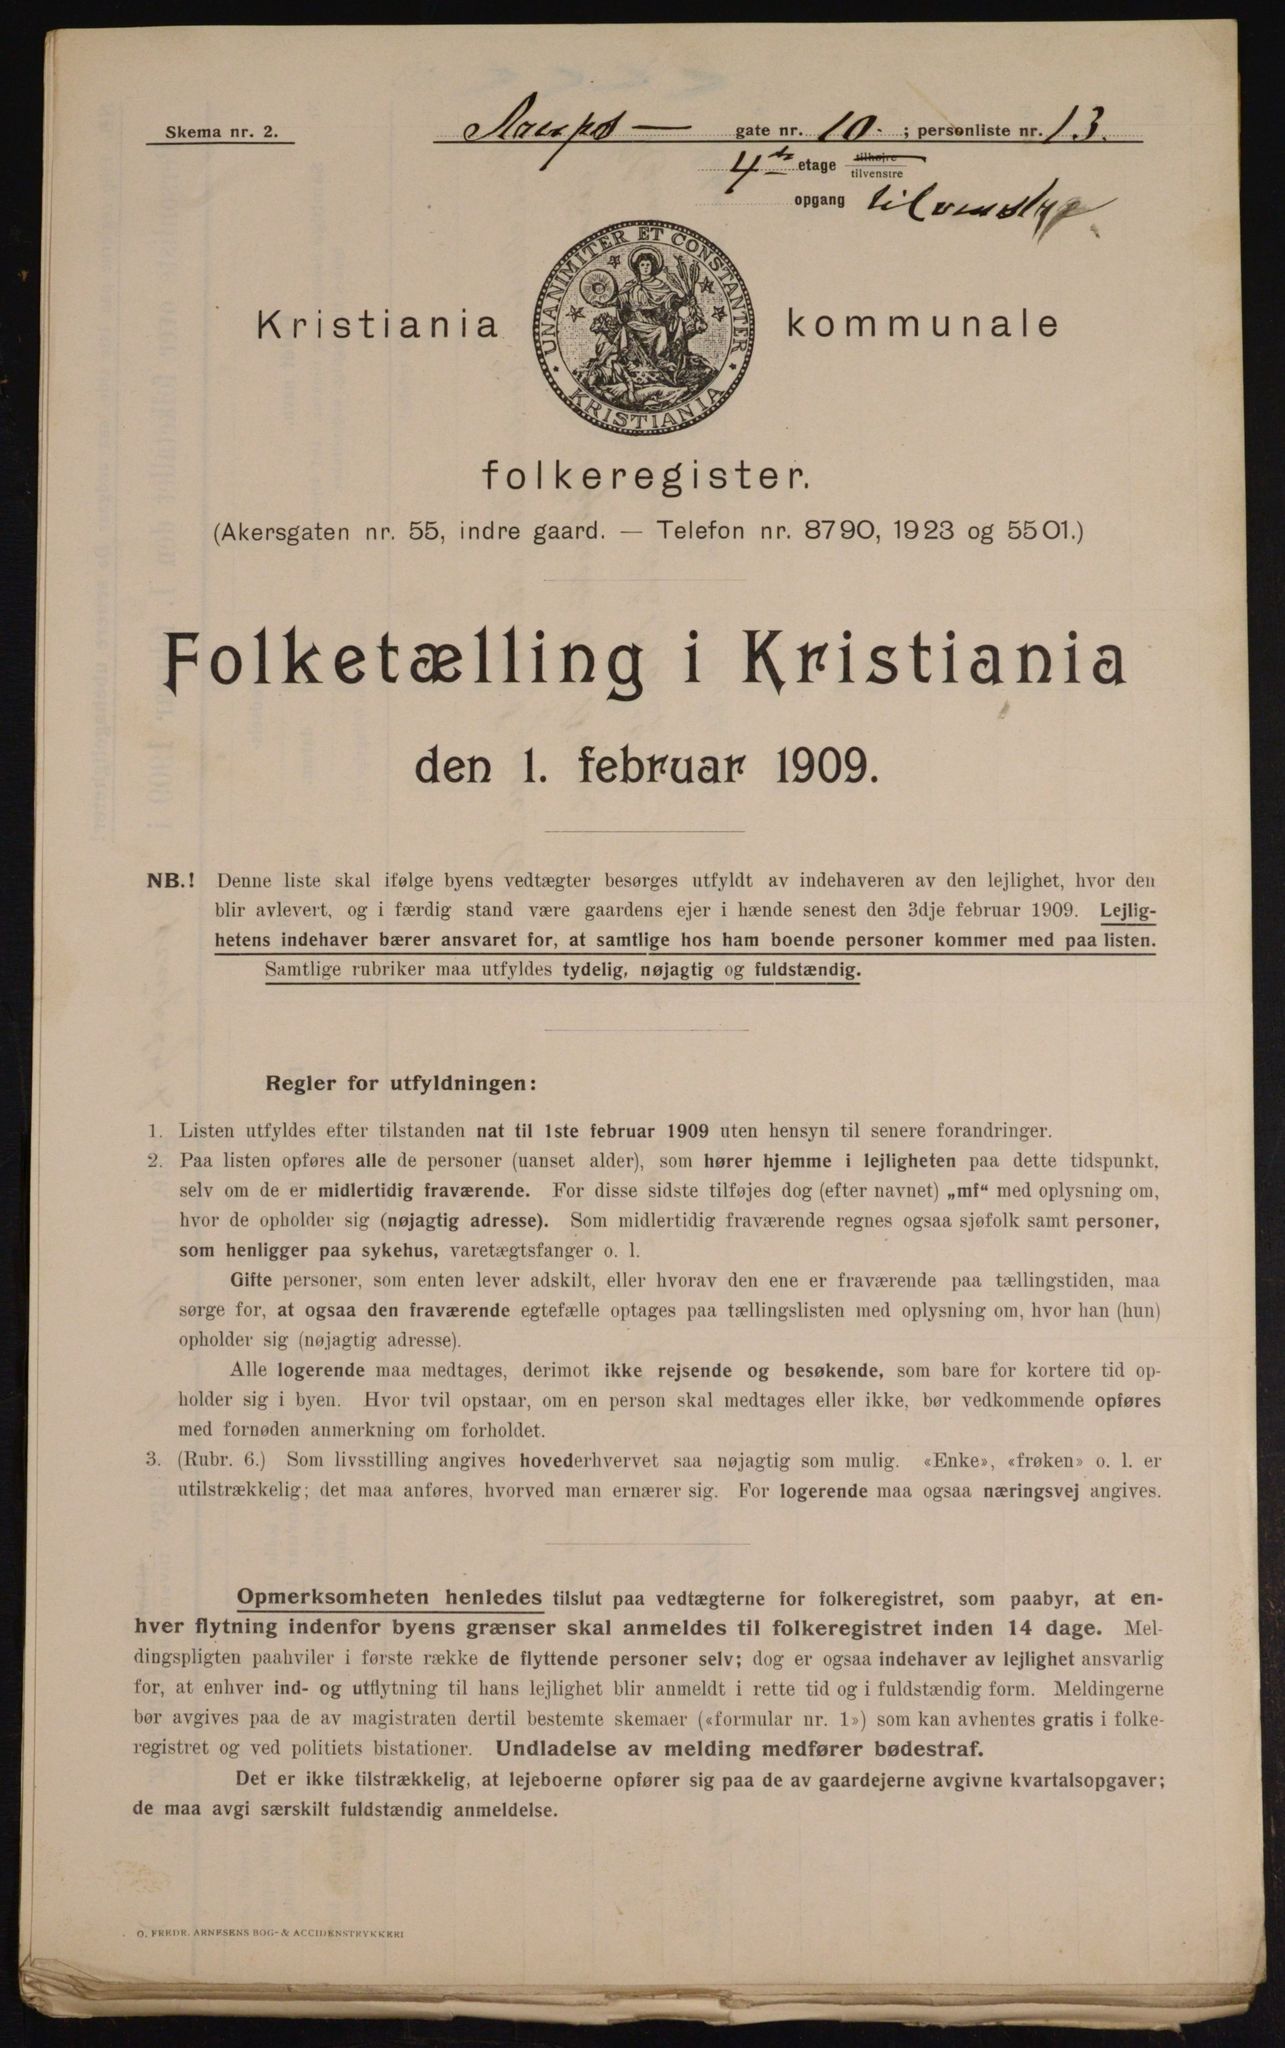 Skema nr. 2.
Arups — gate nr. 10. ; personliste nr. 13.
4de etage tilhøjre
tilvenstre
opgang
UNANIMITER ET CONSTANTER
KRISTIANIA
Kristiania kommunale
folkeregister.
(Akersgaten nr. 55, indre gaard. — Telefon nr. 8790, 1923 og 5501.)
Folketælling i Kristiania
den 1. februar 1909.
NB.! Denne liste skal ifølge byens vedtægter besørges utfyldt av indehaveren av den lejlighet, hvor den
blir avlevert, og i færdig stand være gaardens ejer i hænde senest den 3dje februar 1909. Lejlig-
hetens indehaver bærer ansvaret for, at samtlige hos ham boende personer kommer med paa listen.
Samtlige rubriker maa utfyldes tydelig, nøjagtig og fuldstændig.
Regler for utfyldningen:
1. Listen utfyldes efter tilstanden nat til 1ste februar 1909 uten hensyn til senere forandringer.
2. Paa listen opføres alle de personer (uanset alder), som hører hjemme i lejligheten paa dette tidspunkt,
selv om de er midlertidig fraværende. For disse sidste tilføjes dog (efter navnet) „mf“ med oplysning om,
hvor de opholder sig (nøjagtig adresse). Som midlertidig fraværende regnes ogsaa sjøfolk samt personer,
som henligger paa sykehus, varetægtsfanger o. l.
Gifte personer, som enten lever adskilt, eller hvorav den ene er fraværende paa tællingstiden, maa
sørge for, at ogsaa den fraværende egtefælle optages paa tællingslisten med oplysning om, hvor han (hun)
opholder sig (nøjagtig adresse).
Alle logerende maa medtages, derimot ikke rejsende og besøkende, som bare for kortere tid op-
holder sig i byen. Hvor tvil opstaar, om en person skal medtages eller ikke, bør vedkommende opføres
med fornøden anmerkning om forholdet.
3. (Rubr. 6.) Som livsstilling angives hovederhvervet saa nøjagtig som mulig. «Enke», «frøken» o. l. er
utilstrækkelig; det maa anføres, hvorved man ernærer sig. For logerende maa ogsaa næringsvej angives.
Opmerksomheten henledes tilslut paa vedtægterne for folkeregistret, som paabyr, at en-
hver flytning indenfor byens grænser skal anmeldes til folkeregistret inden 14 dage. Mel-
dingspligten paahviler i første række de flyttende personer selv; dog er ogsaa indehaver av lejlighet ansvarlig
for, at enhver ind- og utflytning til hans lejlighet blir anmeldt i rette tid og i fuldstændig form. Meldingerne
bør avgives paa de av magistraten dertil bestemte skemaer («formular nr. 1») som kan avhentes gratis i folke-
registret og ved politiets bistationer. Undladelse av melding medfører bødestraf.
Det er ikke tilstrækkelig, at lejeboerne opfører sig paa de av gaardejerne avgivne kvartalsopgaver;
de maa avgi særskilt fuldstændig anmeldelse.
O. FREDR. ARNESENS BOG- & ACCIDENSTRYKKERI